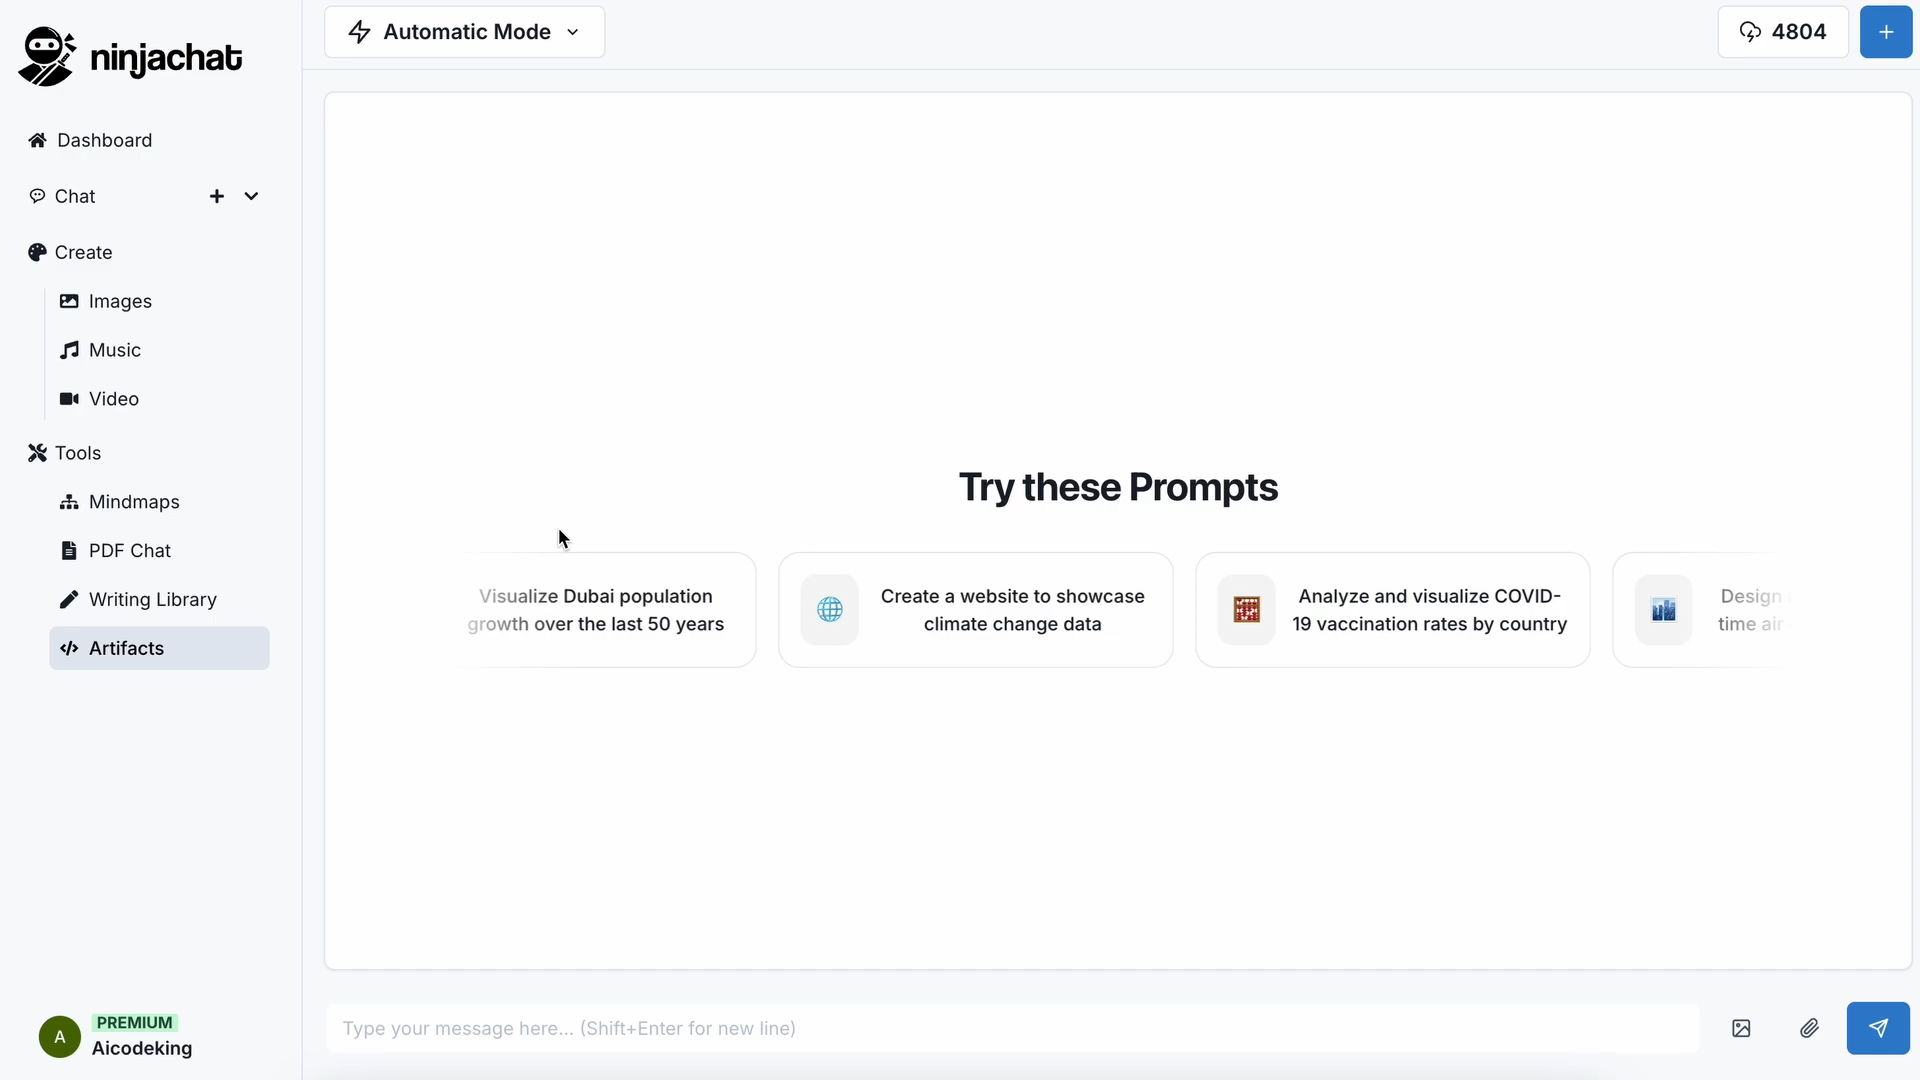 ninjachat
Automatic Mode
4804
Dashboard
Chat
Create
Images
Music
Video
Tools
Mindmaps
PDF Chat
Writing Library
Artifacts
Try these Prompts
Visualize Dubai population
growth over the last 50 years
Create a website to showcase
climate change data
Analyze and visualize COVID-
19 vaccination rates by country
Design
time air
Type your message here... (Shift+Enter for new line)
A
PREMIUM
Aicodeking